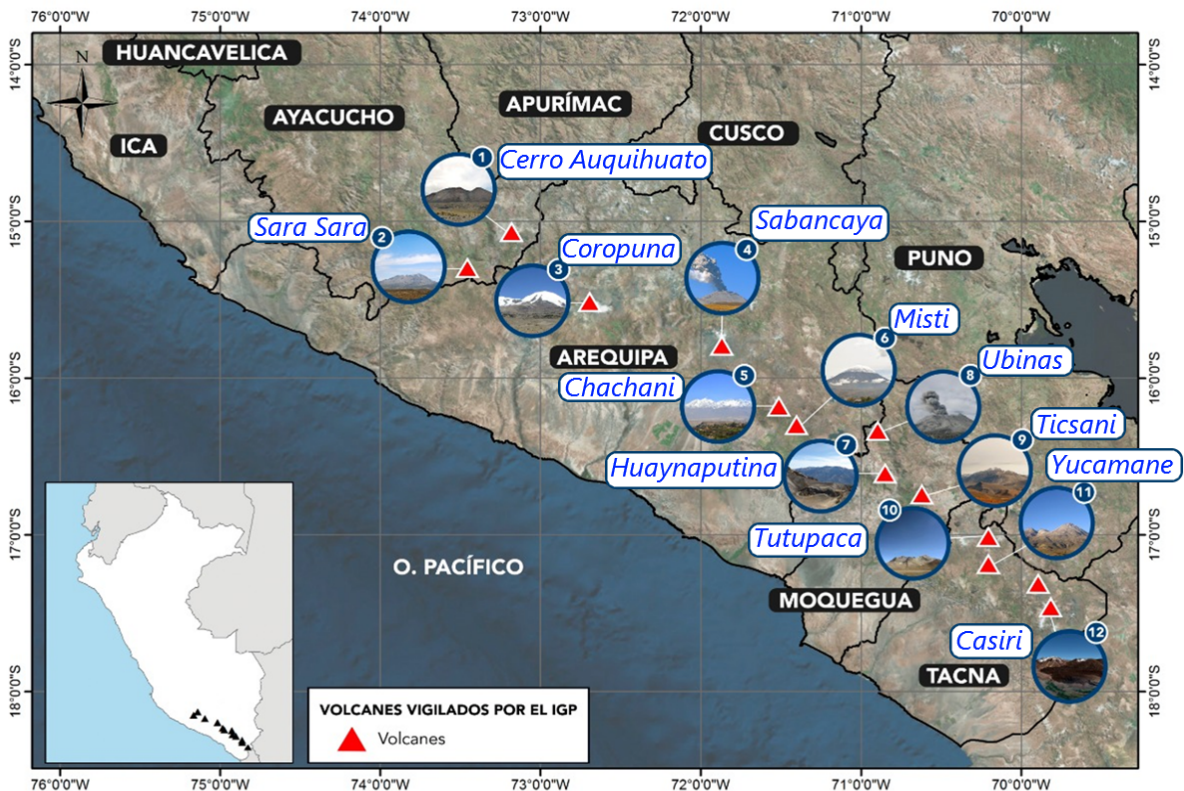 76°0'0"W
75°0'0"W
74°0'0"W
73°0'0"W
72°0'0"W
71°0'0"W
70°0'0"W
14°0'0"S
14°0'0"S
HUANCAVELICA
N
AYACUCHO
APURÍMAC
CUSCO
ICA
1
Cerro Auquihuato
15°0'0"S
15°0'0"S
Sara Sara
2
Coropuna
3
Sabancaya
4
PUNO
Misti
6
Ubinas
8
AREQUIPA
16°0'0"S
16°0'0"S
Chachani
5
Ticsani
9
Huaynaputina
7
Yucamane
11
Tutupaca
10
17°0'0"S
17°0'0"S
O. PACÍFICO
MOQUEGUA
Casiri
12
TACNA
18°0'0"S
18°0'0"S
VOLCANES VIGILADOS POR EL IGP
Volcanes
76°0'0"W
75°0'0"W
74°0'0"W
73°0'0"W
72°0'0"W
71°0'0"W
70°0'0"W